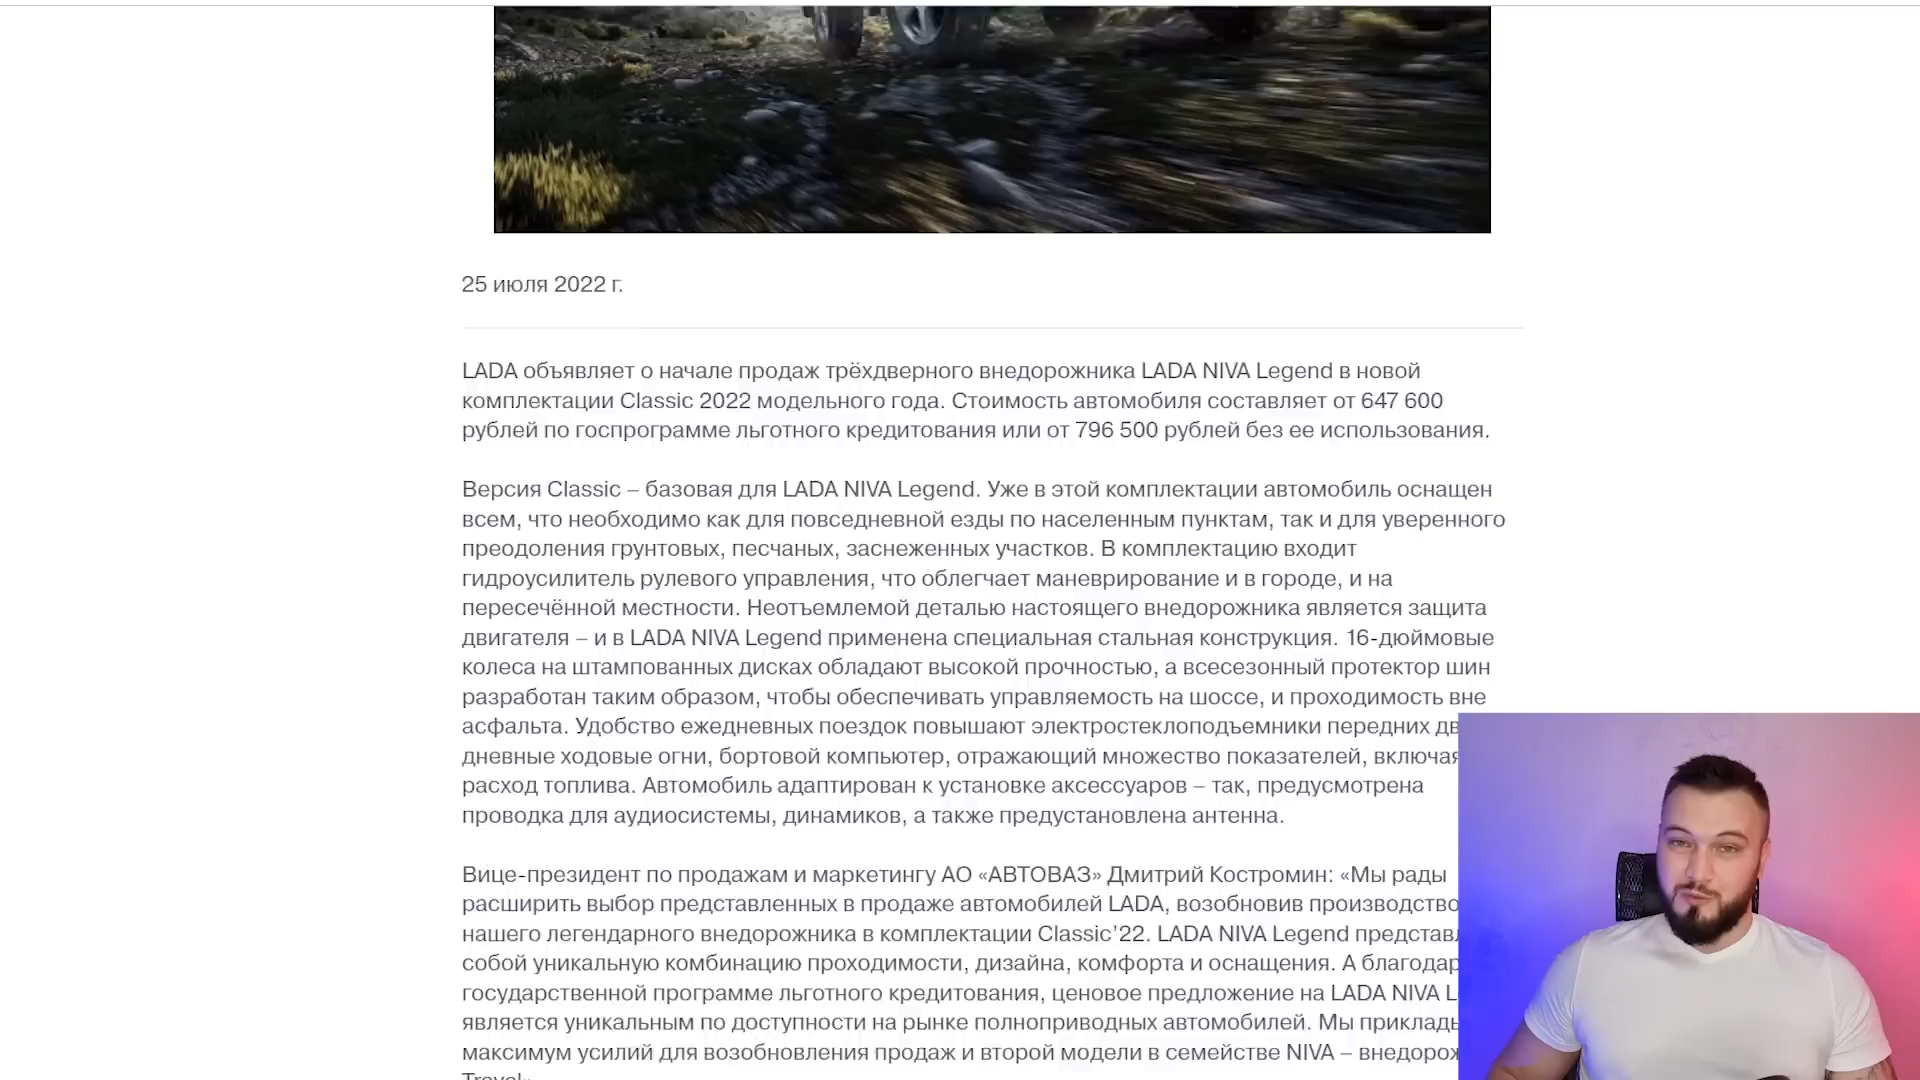 25 июля 2022 г.
LADA объявляет о начале продаж трёхдверного внедорожника LADA NIVA Legend в новой
комплектации Classic 2022 модельного года. Стоимость автомобиля составляет от 647 600
рублей по госпрограмме льготного кредитования или от 796 500 рублей без ее использования.
Версия Classic – базовая для LADA NIVA Legend. Уже в этой комплектации автомобиль оснащен
всем, что необходимо как для повседневной езды по населенным пунктам, так и для уверенного
преодоления грунтовых, песчаных, заснеженных участков. В комплектацию входит
гидроусилитель рулевого управления, что облегчает маневрирование и в городе, и на
пересечённой местности. Неотъемлемой деталью настоящего внедорожника является защита
двигателя – и в LADA NIVA Legend применена специальная стальная конструкция. 16-дюймовые
колеса на штампованных дисках обладают высокой прочностью, а всесезонный протектор шин
разработан таким образом, чтобы обеспечивать управляемость на шоссе, и проходимость вне
асфальта. Удобство ежедневных поездок повышают электростеклоподъемники передних дв
дневные ходовые огни, бортовой компьютер, отражающий множество показателей, включая
расход топлива. Автомобиль адаптирован к установке аксессуаров – так, предусмотрена
проводка для аудиосистемы, динамиков, а также предустановлена антенна.
Вице-президент по продажам и маркетингу АО «АВТОВАЗ» Дмитрий Костромин: «Мы рады
расширить выбор представленных в продаже автомобилей LADA, возобновив производство
нашего легендарного внедорожника в комплектации Classic’22. LADA NIVA Legend представ
собой уникальную комбинацию проходимости, дизайна, комфорта и оснащения. А благодар
государственной программе льготного кредитования, ценовое предложение на LADA NIVA L
является уникальным по доступности на рынке полноприводных автомобилей. Мы приклады
максимум усилий для возобновления продаж и второй модели в семействе NIVA – внедорож